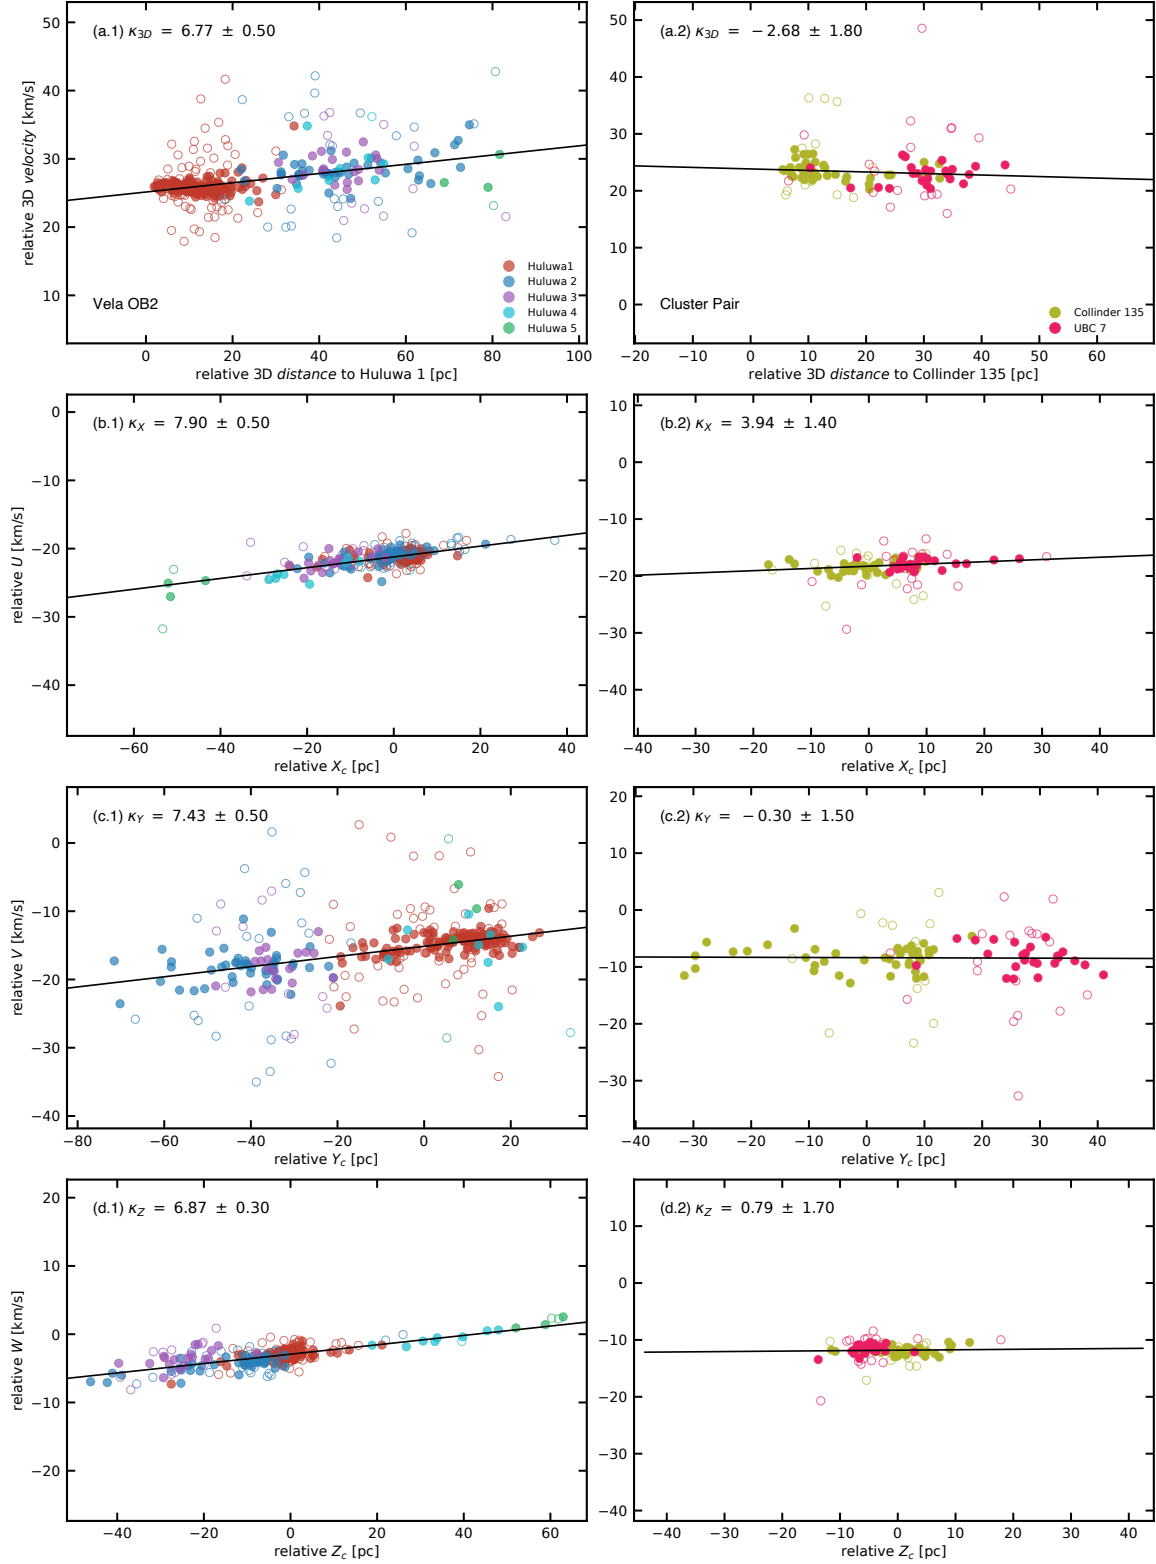 (a.1) κ3D = 6.77 ± 0.50
50
40
30
20
10
relative 3D velocity [km/s]
Vela OB2
Huluwa1
Huluwa 2
Huluwa 3
Huluwa 4
Huluwa 5
0 20 40 60 80 100
relative 3D distance to Huluwa 1 [pc]
(a.2) κ3D = −2.68 ± 1.80
50
40
30
20
10
0
Cluster Pair
Collinder 135
UBC 7
−20 −10 0 10 20 30 40 50 60
relative 3D distance to Collinder 135 [pc]
(b.1) κX = 7.90 ± 0.50
0
−10
−20
−30
−40
relative U [km/s]
−60 −40 −20 0 20 40
relative Xc [pc]
(b.2) κX = 3.94 ± 1.40
10
0
−10
−20
−30
−40
−40 −30 −20 −10 0 10 20 30 40
relative Xc [pc]
(c.1) κY = 7.43 ± 0.50
0
−10
−20
−30
−40
relative V [km/s]
−80 −60 −40 −20 0 20
relative Yc [pc]
(c.2) κY = −0.30 ± 1.50
20
10
0
−10
−20
−30
−40 −30 −20 −10 0 10 20 30 40
relative Yc [pc]
(d.1) κZ = 6.87 ± 0.30
20
10
0
−10
−20
relative W [km/s]
−40 −20 0 20 40 60
relative Zc [pc]
(d.2) κZ = 0.79 ± 1.70
10
0
−10
−20
−30
−40
−40 −30 −20 −10 0 10 20 30 40
relative Zc [pc]